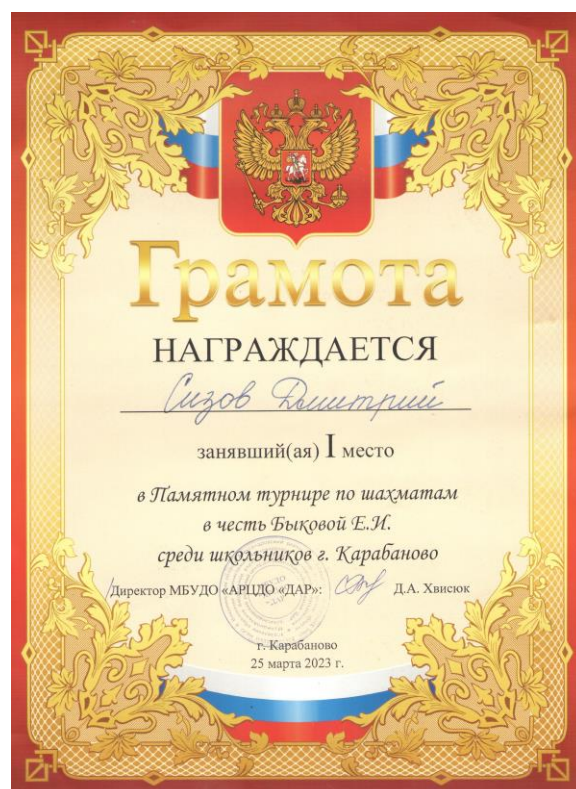 Грамота
НАГРАЖДАЕТСЯ
Сизов Дмитрий
занявший(ая) I место
в Памятном турнире по шахматам
в честь Быковой Е.И.
среди школьников г. Карабаново
Директор МБУДО «АРЦДО «ДАР»: Д.А. Хвисюк
г. Карабаново
25 марта 2023 г.